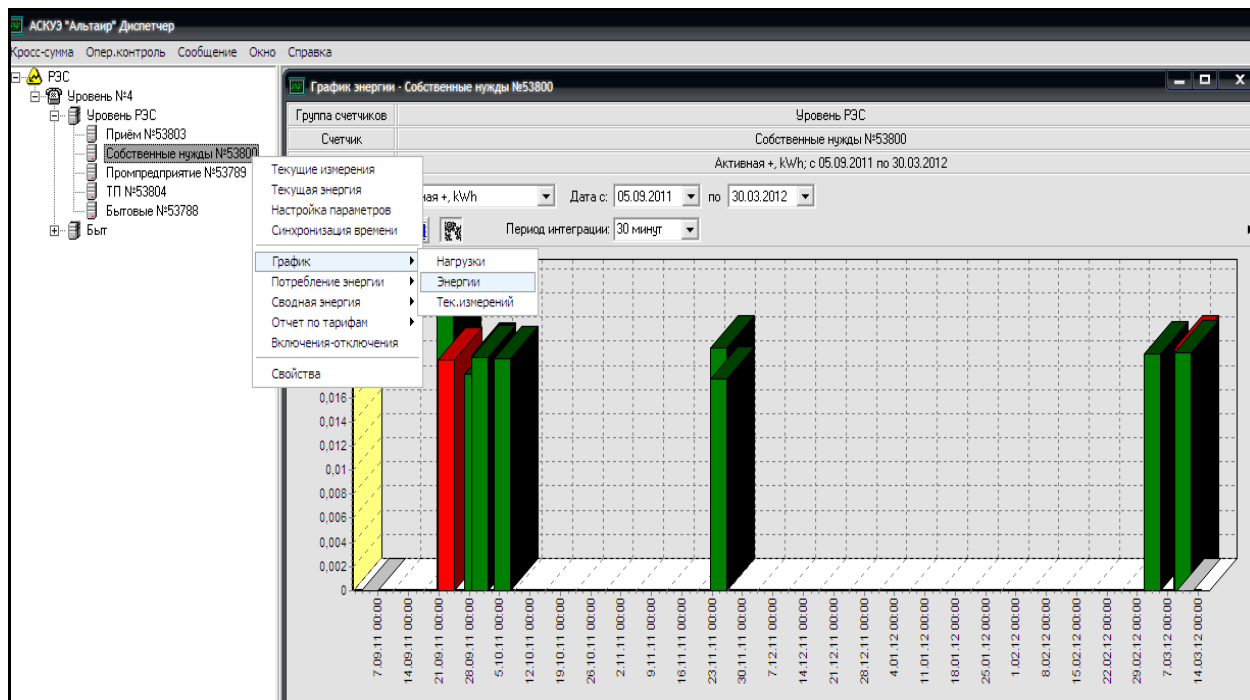 АСКУЭ "Альтаир" Диспетчер
Кросс-сумма Опер.контроль Сообщение Окно Справка
РЭС
Уровень №4
Уровень РЭС
Приём №53803
Собственные нужды №53800
Промпредприятие №53789
ТП №53804
Бытовые №53788
Быт
Текущие измерения
Текущая энергия
Настройка параметров
Синхронизация времени
График
Потребление энергии
Сводная энергия
Отчет по тарифам
Включения-отключения
Свойства
Нагрузки
Энергии
Тек.измерений
График энергии - Собственные нужды №53800
Группа счетчиков Уровень РЭС
Счетчик Собственные нужды №53800
Активная +, kWh; с 05.09.2011 по 30.03.2012
ная +, kWh Дата с: 05.09.2011 по 30.03.2012
Период интеграции: 30 минут
0,016
0,014
0,012
0,01
0,008
0,006
0,004
0,002
0
7.09.11 00:00
14.09.11 00:00
21.09.11 00:00
28.09.11 00:00
5.10.11 00:00
12.10.11 00:00
19.10.11 00:00
26.10.11 00:00
2.11.11 00:00
9.11.11 00:00
16.11.11 00:00
23.11.11 00:00
30.11.11 00:00
7.12.11 00:00
14.12.11 00:00
21.12.11 00:00
28.12.11 00:00
4.01.12 00:00
11.01.12 00:00
18.01.12 00:00
25.01.12 00:00
1.02.12 00:00
8.02.12 00:00
15.02.12 00:00
22.02.12 00:00
29.02.12 00:00
7.03.12 00:00
14.03.12 00:00